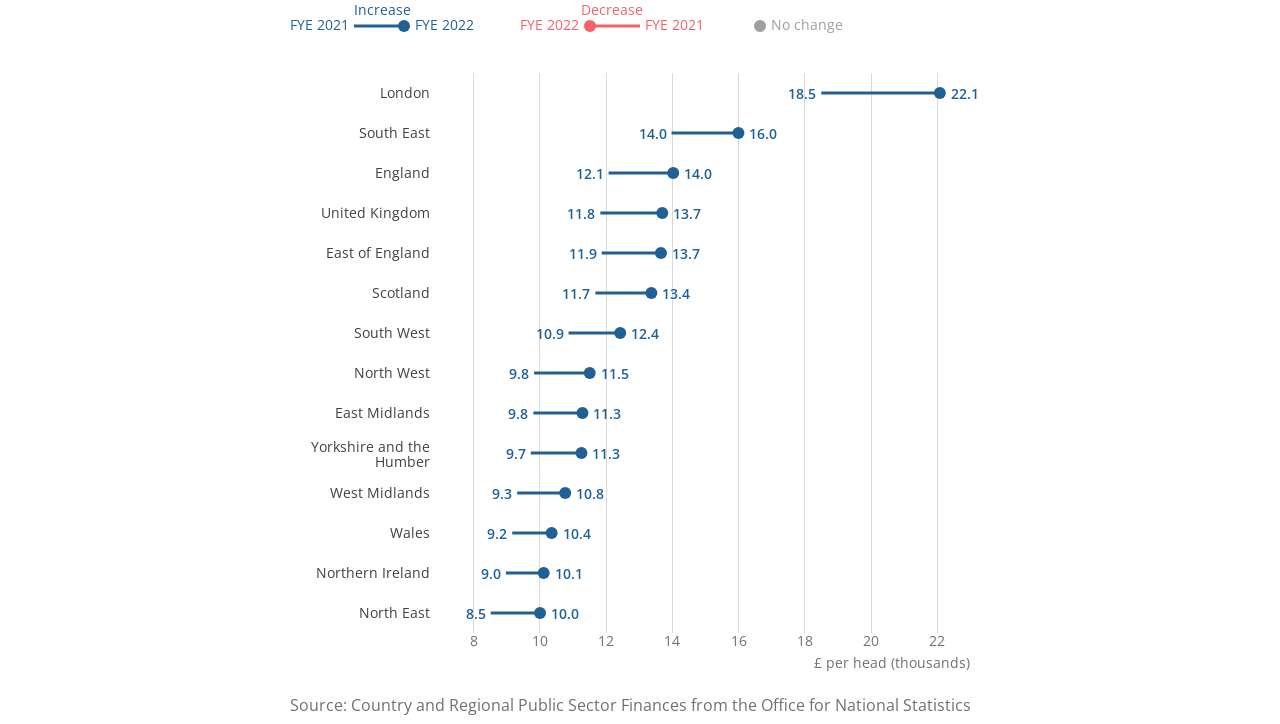 Increase
FYE 2021 FYE 2022
Decrease
FYE 2022 FYE 2021
No change
London 18.5 22.1
South East 14.0 16.0
England 12.1 14.0
United Kingdom 11.8 13.7
East of England 11.9 13.7
Scotland 11.7 13.4
South West 10.9 12.4
North West 9.8 11.5
East Midlands 9.8 11.3
Yorkshire and the
Humber 9.7 11.3
West Midlands 9.3 10.8
Wales 9.2 10.4
Northern Ireland 9.0 10.1
North East 8.5 10.0
8 10 12 14 16 18 20 22
£ per head (thousands)
Source: Country and Regional Public Sector Finances from the Office for National Statistics